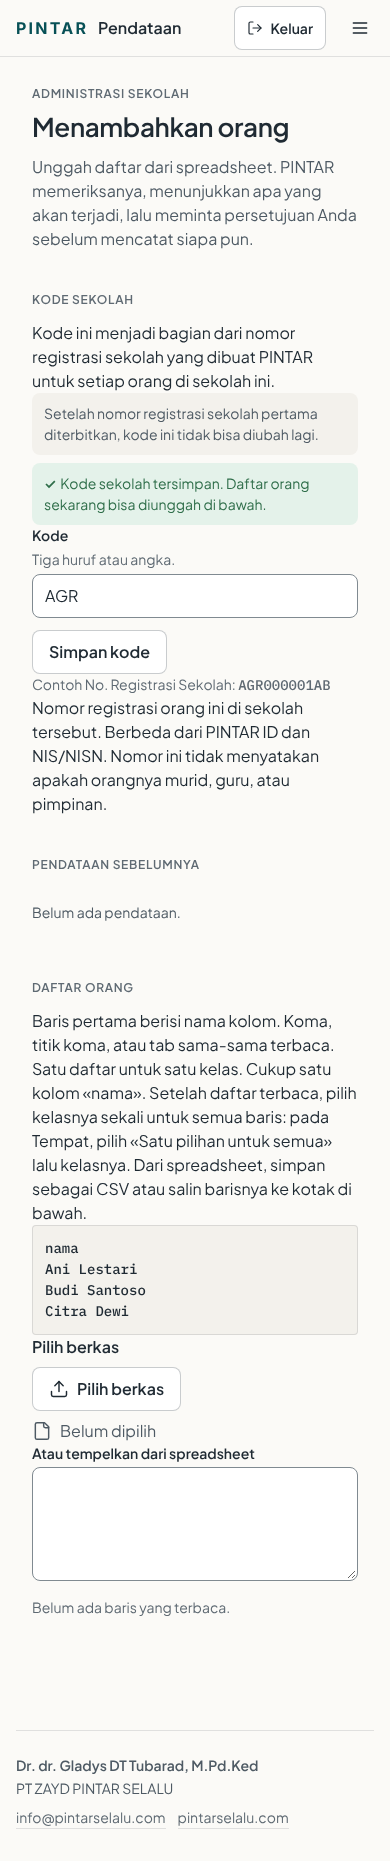 PINTAR Pendataan
Keluar
ADMINISTRASI SEKOLAH
Menambahkan orang
Unggah daftar dari spreadsheet. PINTAR
memeriksanya, menunjukkan apa yang
akan terjadi, lalu meminta persetujuan Anda
sebelum mencatat siapa pun.
KODE SEKOLAH
Kode ini menjadi bagian dari nomor
registrasi sekolah yang dibuat PINTAR
untuk setiap orang di sekolah ini.
Setelah nomor registrasi sekolah pertama
diterbitkan, kode ini tidak bisa diubah lagi.
✓ Kode sekolah tersimpan. Daftar orang
sekarang bisa diunggah di bawah.
Kode
Tiga huruf atau angka.
AGR
Simpan kode
Contoh No. Registrasi Sekolah: AGR000001AB
Nomor registrasi orang ini di sekolah
tersebut. Berbeda dari PINTAR ID dan
NIS/NISN. Nomor ini tidak menyatakan
apakah orangnya murid, guru, atau
pimpinan.
PENDATAAN SEBELUMNYA
Belum ada pendataan.
DAFTAR ORANG
Baris pertama berisi nama kolom. Koma,
titik koma, atau tab sama-sama terbaca.
Satu daftar untuk satu kelas. Cukup satu
kolom «nama». Setelah daftar terbaca, pilih
kelasnya sekali untuk semua baris: pada
Tempat, pilih «Satu pilihan untuk semua»
lalu kelasnya. Dari spreadsheet, simpan
sebagai CSV atau salin barisnya ke kotak di
bawah.
nama
Ani Lestari
Budi Santoso
Citra Dewi
Pilih berkas
Pilih berkas
Belum dipilih
Atau tempelkan dari spreadsheet
Belum ada baris yang terbaca.
Dr. dr. Gladys DT Tubarad, M.Pd.Ked
PT ZAYD PINTAR SELALU
info@pintarselalu.com pintarselalu.com